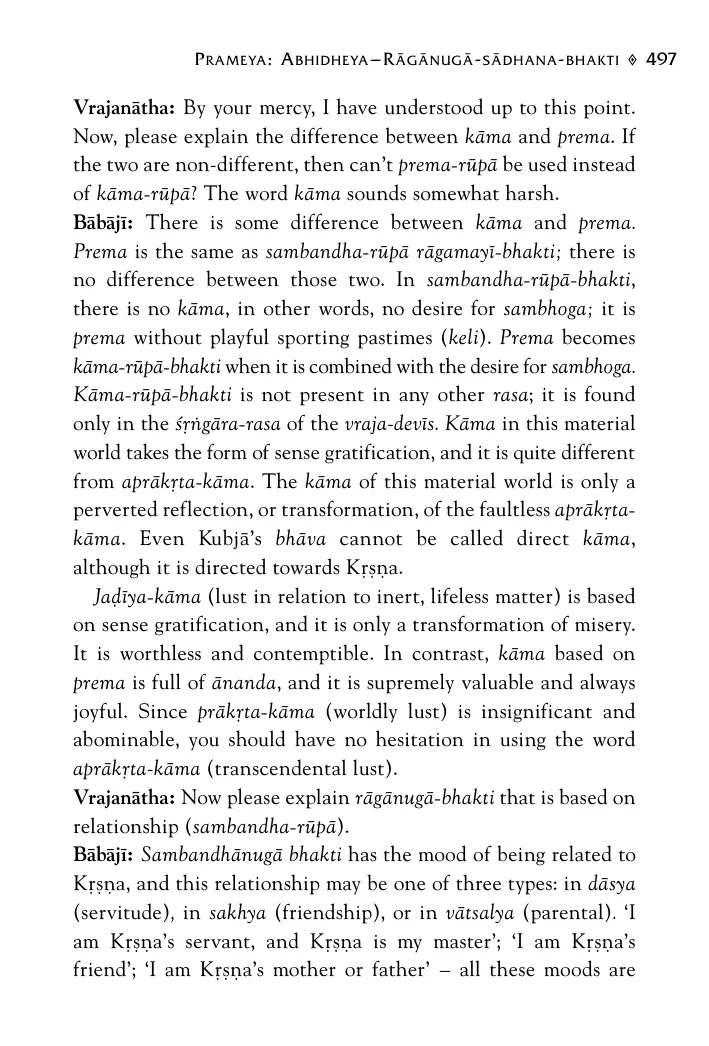 Prameya: Abhidheya–Rāgānugā-sādhana-bhakti ◊ 497
Vrajanātha: By your mercy, I have understood up to this point.
Now, please explain the difference between kāma and prema. If
the two are non-different, then can’t prema-rūpā be used instead
of kāma-rūpā? The word kāma sounds somewhat harsh.
Bābājī: There is some difference between kāma and prema.
Prema is the same as sambandha-rūpā rāgamayī-bhakti; there is
no difference between those two. In sambandha-rūpā-bhakti,
there is no kāma, in other words, no desire for sambhoga; it is
prema without playful sporting pastimes (keli). Prema becomes
kāma-rūpā-bhakti when it is combined with the desire for sambhoga.
Kāma-rūpā-bhakti is not present in any other rasa; it is found
only in the śṛṅgāra-rasa of the vraja-devīs. Kāma in this material
world takes the form of sense gratification, and it is quite different
from aprākṛta-kāma. The kāma of this material world is only a
perverted reflection, or transformation, of the faultless aprākṛta-
kāma. Even Kubjā’s bhāva cannot be called direct kāma,
although it is directed towards Kṛṣṇa.
Jaḍīya-kāma (lust in relation to inert, lifeless matter) is based
on sense gratification, and it is only a transformation of misery.
It is worthless and contemptible. In contrast, kāma based on
prema is full of ānanda, and it is supremely valuable and always
joyful. Since prākṛta-kāma (worldly lust) is insignificant and
abominable, you should have no hesitation in using the word
aprākṛta-kāma (transcendental lust).
Vrajanātha: Now please explain rāgānugā-bhakti that is based on
relationship (sambandha-rūpā).
Bābājī: Sambandhānugā bhakti has the mood of being related to
Kṛṣṇa, and this relationship may be one of three types: in dāsya
(servitude), in sakhya (friendship), or in vātsalya (parental). ‘I
am Kṛṣṇa’s servant, and Kṛṣṇa is my master’; ‘I am Kṛṣṇa’s
friend’; ‘I am Kṛṣṇa’s mother or father’ – all these moods are